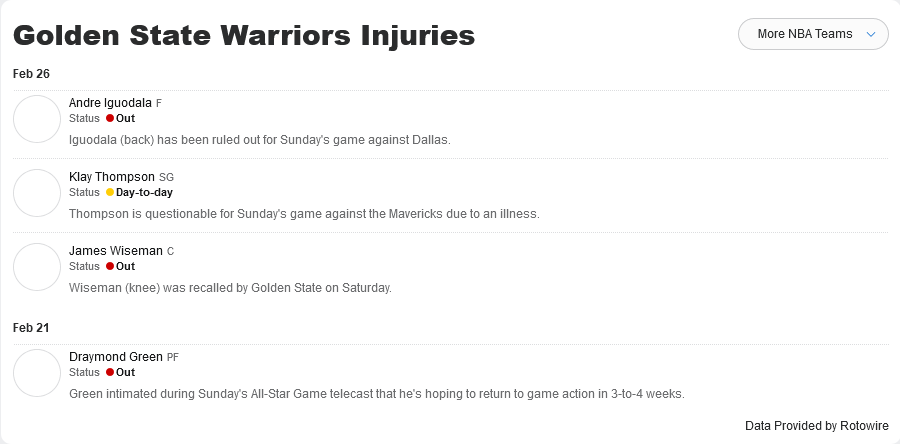 Golden State Warriors Injuries
More NBA Teams
Feb 26
Andre Iguodala F
Status Out
Iguodala (back) has been ruled out for Sunday's game against Dallas.
Klay Thompson SG
Status Day-to-day
Thompson is questionable for Sunday's game against the Mavericks due to an illness.
James Wiseman C
Status Out
Wiseman (knee) was recalled by Golden State on Saturday.
Feb 21
Draymond Green PF
Status Out
Green intimated during Sunday's All-Star Game telecast that he's hoping to return to game action in 3-to-4 weeks.
Data Provided by Rotowire